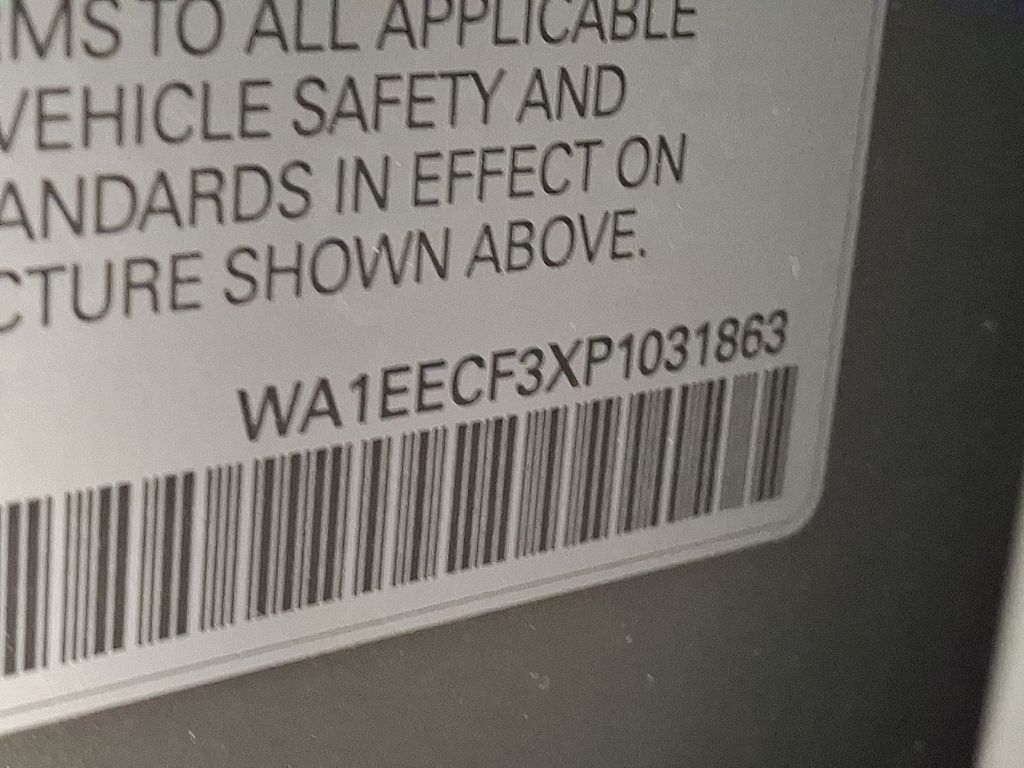 MS TO ALL APPLICABLE
VEHICLE SAFETY AND
ANDARDS IN EFFECT ON
CTURE SHOWN ABOVE.
WA1EECF3XP1031863